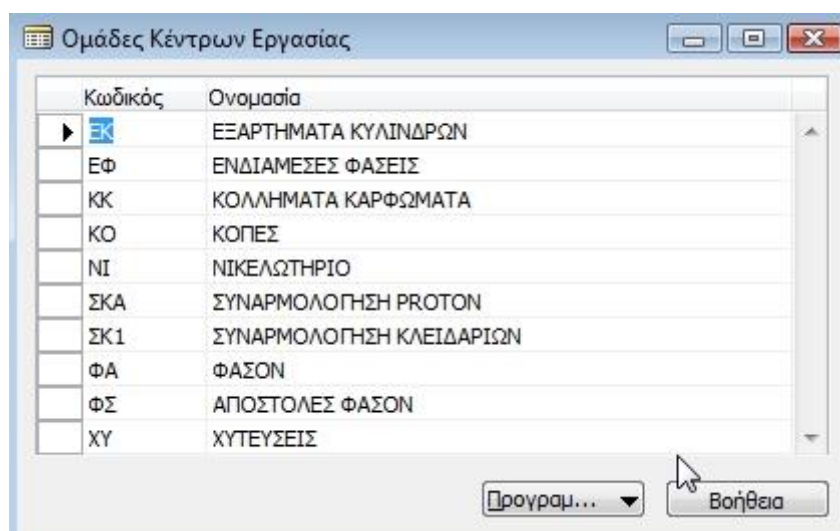 Ομάδες Κέντρων Εργασίας
Κωδικός Ονομασία
ΕΚ ΕΞΑΡΤΗΜΑΤΑ ΚΥΛΙΝΔΡΩΝ
ΕΦ ΕΝΔΙΑΜΕΣΕΣ ΦΑΣΕΙΣ
ΚΚ ΚΟΛΛΗΜΑΤΑ ΚΑΡΦΩΜΑΤΑ
ΚΟ ΚΟΠΕΣ
ΝΙ ΝΙΚΕΛΩΤΗΡΙΟ
ΣΚΑ ΣΥΝΑΡΜΟΛΟΓΗΣΗ PROTON
ΣΚ1 ΣΥΝΑΡΜΟΛΟΓΗΣΗ ΚΛΕΙΔΑΡΙΩΝ
ΦΑ ΦΑΣΟΝ
ΦΣ ΑΠΟΣΤΟΛΕΣ ΦΑΣΟΝ
ΧΥ ΧΥΤΕΥΣΕΙΣ
Προγραμ... Βοήθεια